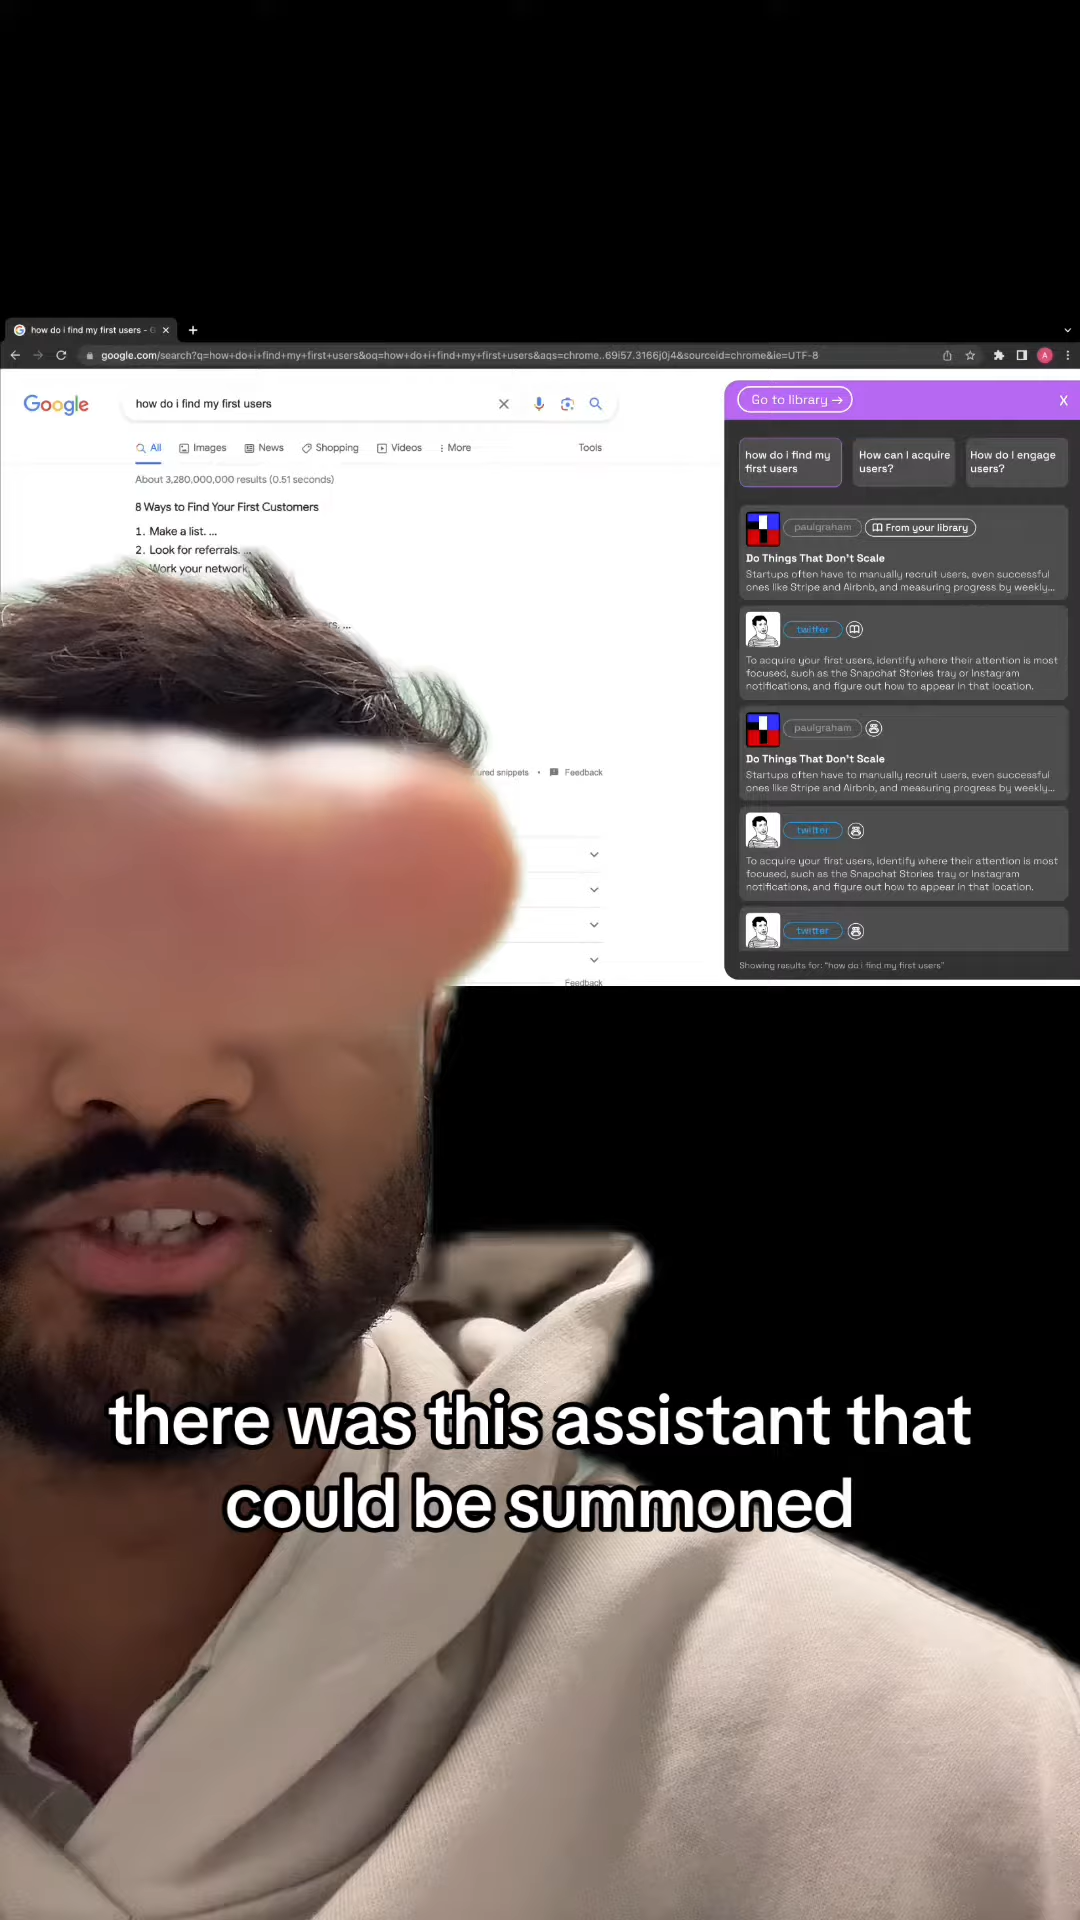 how do i find my first users - G
google.com/search?q=how+do+i+find+my+first+users&oq=how+do+i+find+my+first+users&aqs=chrome..69i57.3166j0j4&sourceid=chrome&ie=UTF-8
A
Google
how do i find my first users
All
Images
News
Shopping
Videos
More
Tools
About 3,280,000,000 results (0.51 seconds)
8 Ways to Find Your First Customers
1. Make a list. ...
2. Look for referrals. ...
Work your network.
rs. ...
ured snippets
Feedback
Feedback
Go to library →
X
how do i find my
first users
How can I acquire
users?
How do I engage
users?
paulgraham
From your library
Do Things That Don't Scale
Startups often have to manually recruit users, even successful
ones like Stripe and Airbnb, and measuring progress by weekly...
twitter
To acquire your first users, identify where their attention is most
focused, such as the Snapchat Stories tray or Instagram
notifications, and figure out how to appear in that location.
paulgraham
Do Things That Don't Scale
Startups often have to manually recruit users, even successful
ones like Stripe and Airbnb, and measuring progress by weekly...
twitter
To acquire your first users, identify where their attention is most
focused, such as the Snapchat Stories tray or Instagram
notifications, and figure out how to appear in that location.
twitter
Showing results for: "how do i find my first users"
there was this assistant that
could be summoned